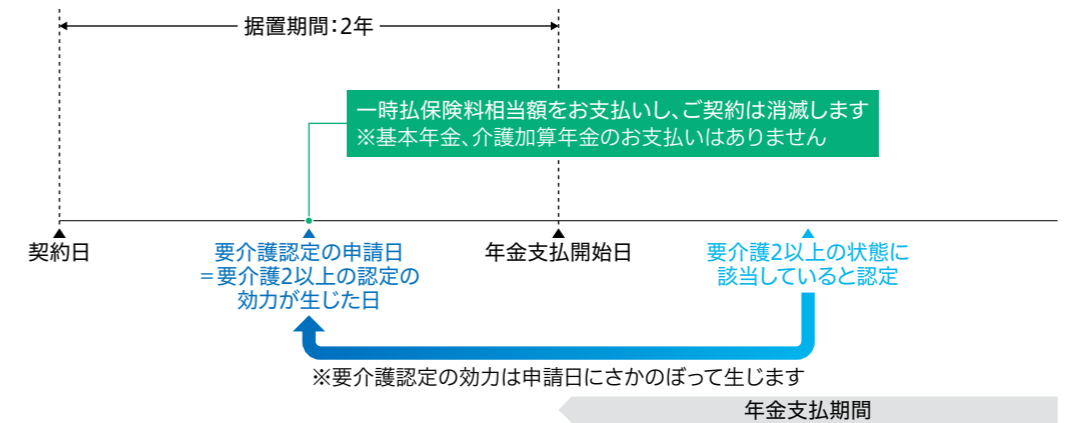 据置期間：2年
一時払保険料相当額をお支払いし、ご契約は消滅します
※基本年金、介護加算年金のお支払いはありません
契約日
要介護認定の申請日
＝要介護2以上の認定の
効力が生じた日
年金支払開始日
要介護2以上の状態に
該当していると認定
※要介護認定の効力は申請日にさかのぼって生じます
年金支払期間